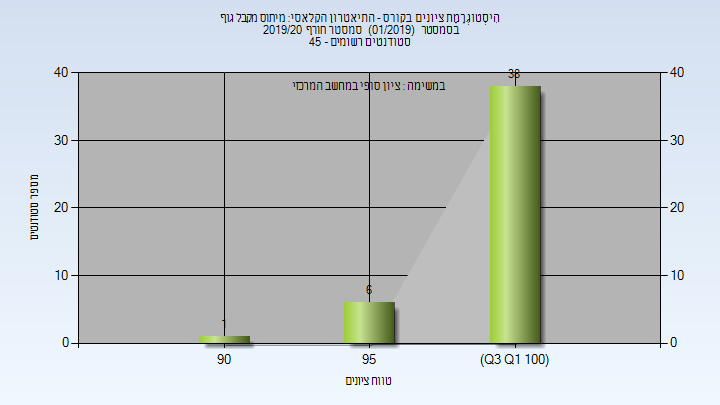 היסטוגרמת ציונים בקורס - התיאטרון הקלאסי: מיתוס מקבל גוף
בסמסטר (01/2019) סמסטר חורף 2019/20
סטודנטים רשומים - 45
במשימה : ציון סופי במחשב המרכזי
40
30
20
10
0
40
30
20
10
0
1
6
38
90
95
(Q3 Q1 100)
מספר סטודנטים
טווח ציונים